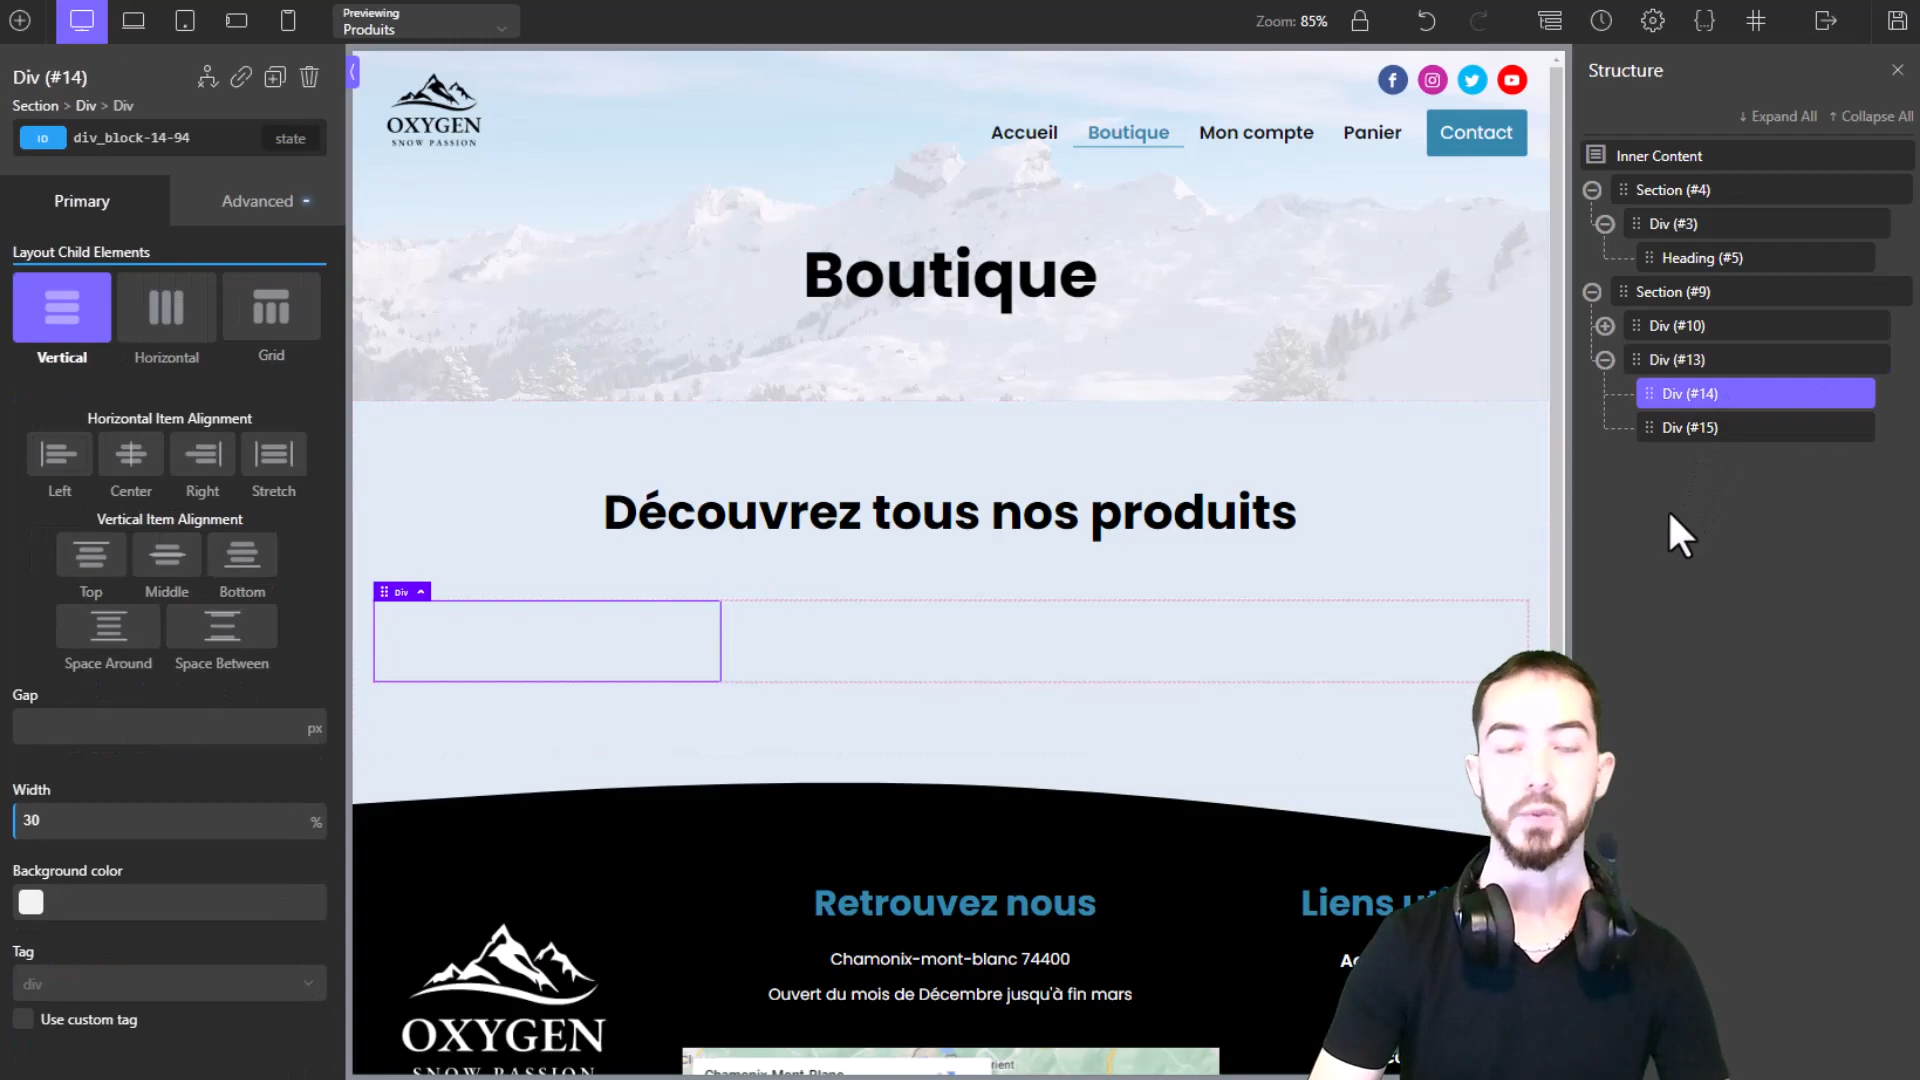 Previewing
Produits
Zoom: 85%
Div (#14)
Section > Div > Div
ID
div_block-14-94
state
Primary
Advanced
Layout Child Elements
Vertical
Horizontal
Grid
Horizontal Item Alignment
Left
Center
Right
Stretch
Vertical Item Alignment
Top
Middle
Bottom
Space Around
Space Between
Gap
px
Width
30
%
Background color
Tag
div
Use custom tag
OXYGEN
SNOW PASSION
Accueil
Boutique
Mon compte
Panier
Contact
Boutique
Découvrez tous nos produits
Div
Retrouvez nous
Chamonix-mont-blanc 74400
Ouvert du mois de Décembre jusqu'à fin mars
Liens
OXYGEN
SNOW PASSION
Chamonix Mont-Blanc
Structure
Expand All
Collapse All
Inner Content
Section (#4)
Div (#3)
Heading (#5)
Section (#9)
Div (#10)
Div (#13)
Div (#14)
Div (#15)